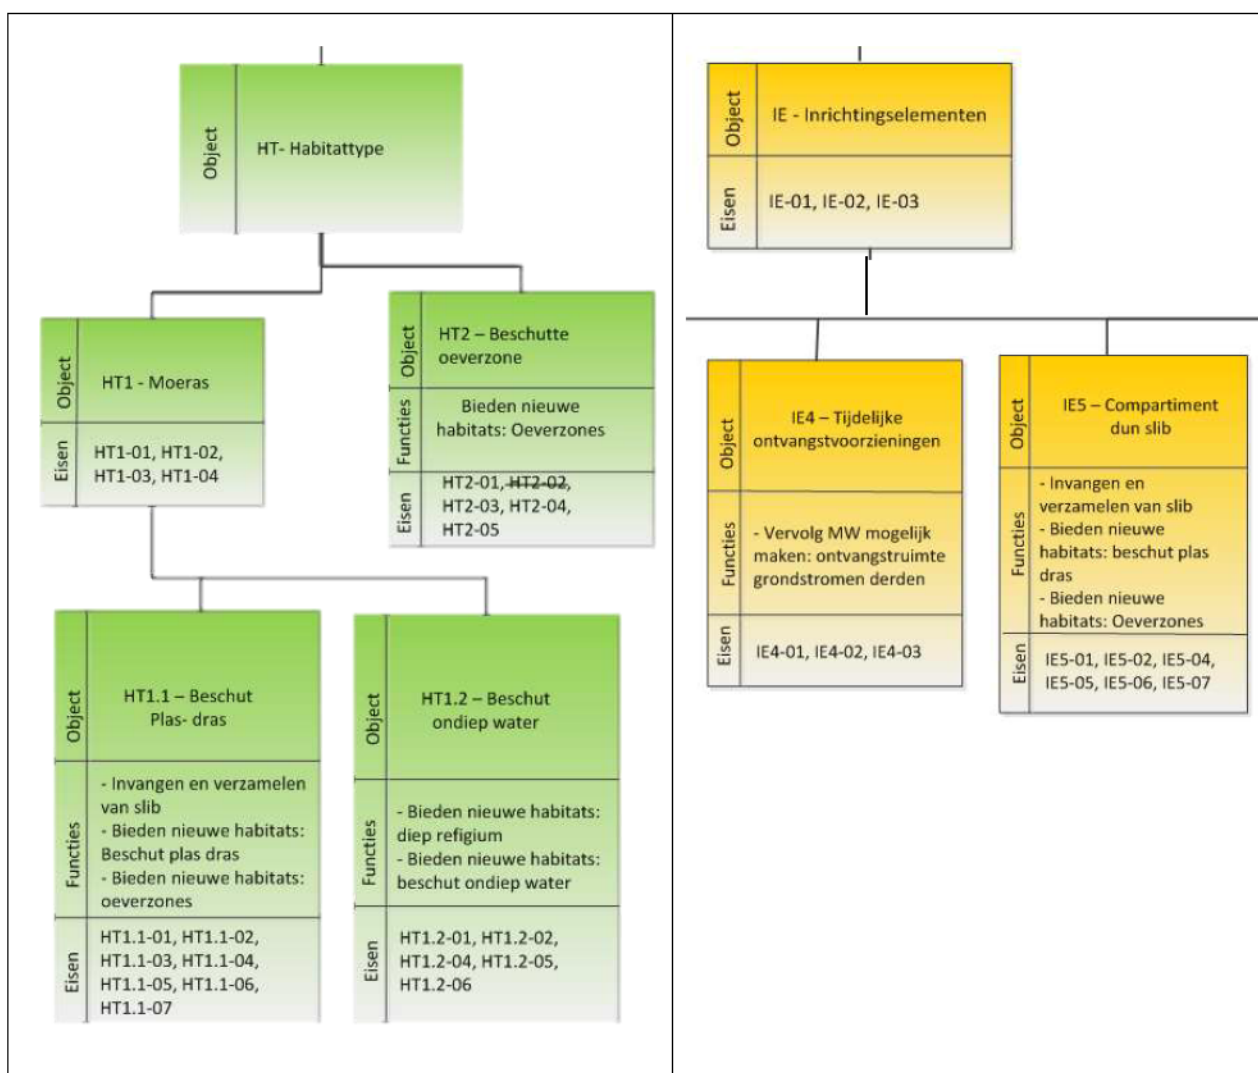 Object
HT- Habitattype
Object
HT1 - Moeras
Eisen
HT1-01, HT1-02,
HT1-03, HT1-04
Object
HT2 – Beschutte
oeverzone
Functies
Bieden nieuwe
habitats: Oeverzones
Eisen
HT2-01, HT2-02,
HT2-03, HT2-04,
HT2-05
Object
HT1.1 – Beschut
Plas- dras
Functies
- Invangen en verzamelen
van slib
- Bieden nieuwe habitats:
Beschut plas dras
- Bieden nieuwe habitats:
oeverzones
Eisen
HT1.1-01, HT1.1-02,
HT1.1-03, HT1.1-04,
HT1.1-05, HT1.1-06,
HT1.1-07
Object
HT1.2 – Beschut
ondiep water
Functies
- Bieden nieuwe habitats:
diep refigium
- Bieden nieuwe habitats:
beschut ondiep water
Eisen
HT1.2-01, HT1.2-02,
HT1.2-04, HT1.2-05,
HT1.2-06
Object
IE - Inrichtingselementen
Eisen
IE-01, IE-02, IE-03
Object
IE4 – Tijdelijke
ontvangstvoorzieningen
Functies
- Vervolg MW mogelijk
maken: ontvangstruimte
grondstromen derden
Eisen
IE4-01, IE4-02, IE4-03
Object
IE5 – Compartiment
dun slib
Functies
- Invangen en
verzamelen van slib
- Bieden nieuwe
habitats: beschut plas
dras
- Bieden nieuwe
habitats: Oeverzones
Eisen
IE5-01, IE5-02, IE5-04,
IE5-05, IE5-06, IE5-07